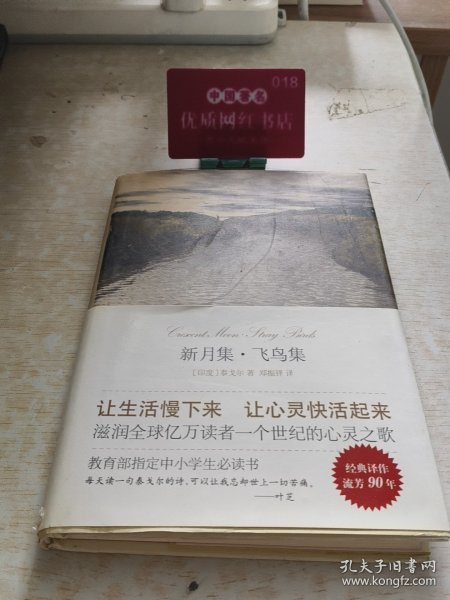 018
中国书名
优质网红书店
Crescent Moon · Stray Birds
新月集·飞鸟集
[印度]泰戈尔 著 郑振铎 译
让生活慢下来 让心灵快活起来
滋润全球亿万读者一个世纪的心灵之歌
教育部指定中小学生必读书
每天读一句泰戈尔的诗,可以让我忘却世上一切苦痛。
——叶芝
经典译作
流芳90年
孔夫子旧书网
www.kongfz.com